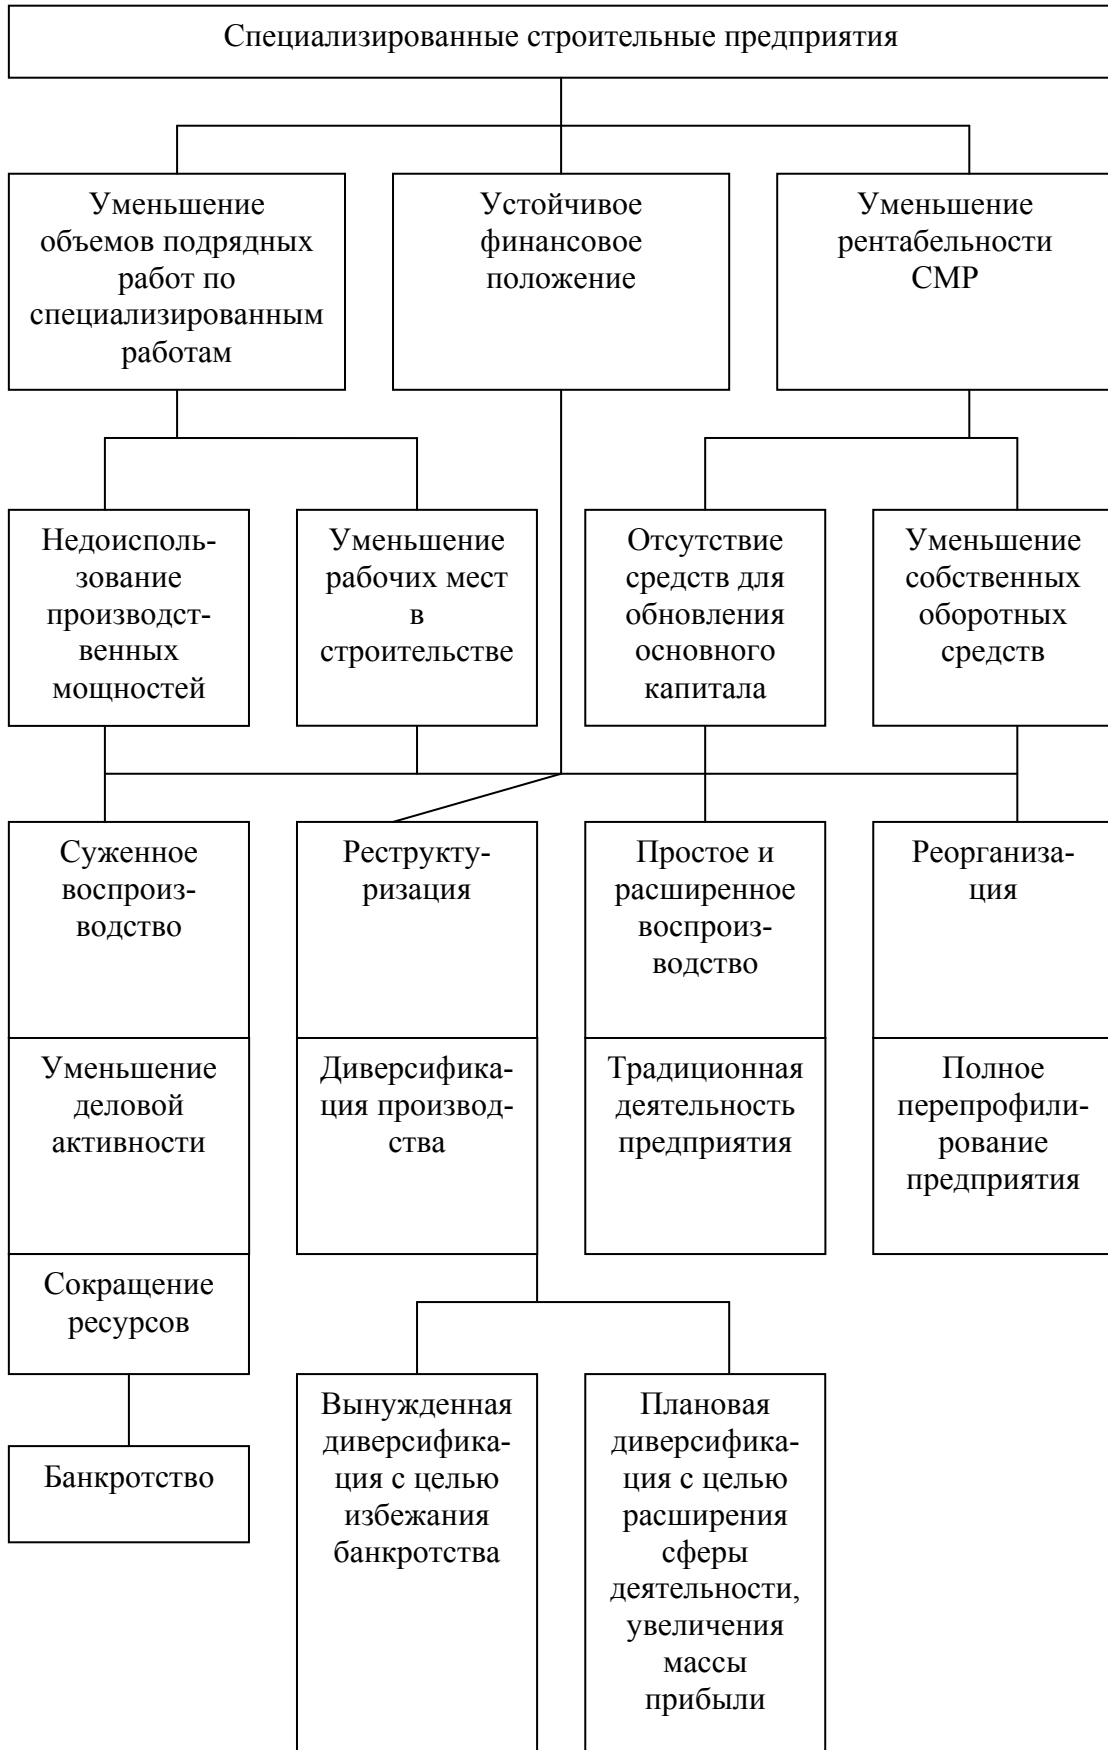 Специализированные строительные предприятия
Уменьшение
объемов подрядных
работ по
специализированным
работам
Устойчивое
финансовое
положение
Уменьшение
рентабельности
СМР
Недоисполь-
зование
производст-
венных
мощностей
Уменьшение
рабочих мест
в
строительстве
Отсутствие
средств для
обновления
основного
капитала
Уменьшение
собственных
оборотных
средств
Суженное
воспроиз-
водство
Реструкту-
ризация
Простое и
расширенное
воспроиз-
водство
Реорганиза-
ция
Уменьшение
деловой
активности
Диверсифика-
ция производ-
ства
Традиционная
деятельность
предприятия
Полное
перепрофили-
рование
предприятия
Сокращение
ресурсов
Банкротство
Вынужденная
диверсифика-
ция с целью
избежания
банкротства
Плановая
диверсифика-
ция с целью
расширения
сферы
деятельности,
увеличения
массы
прибыли